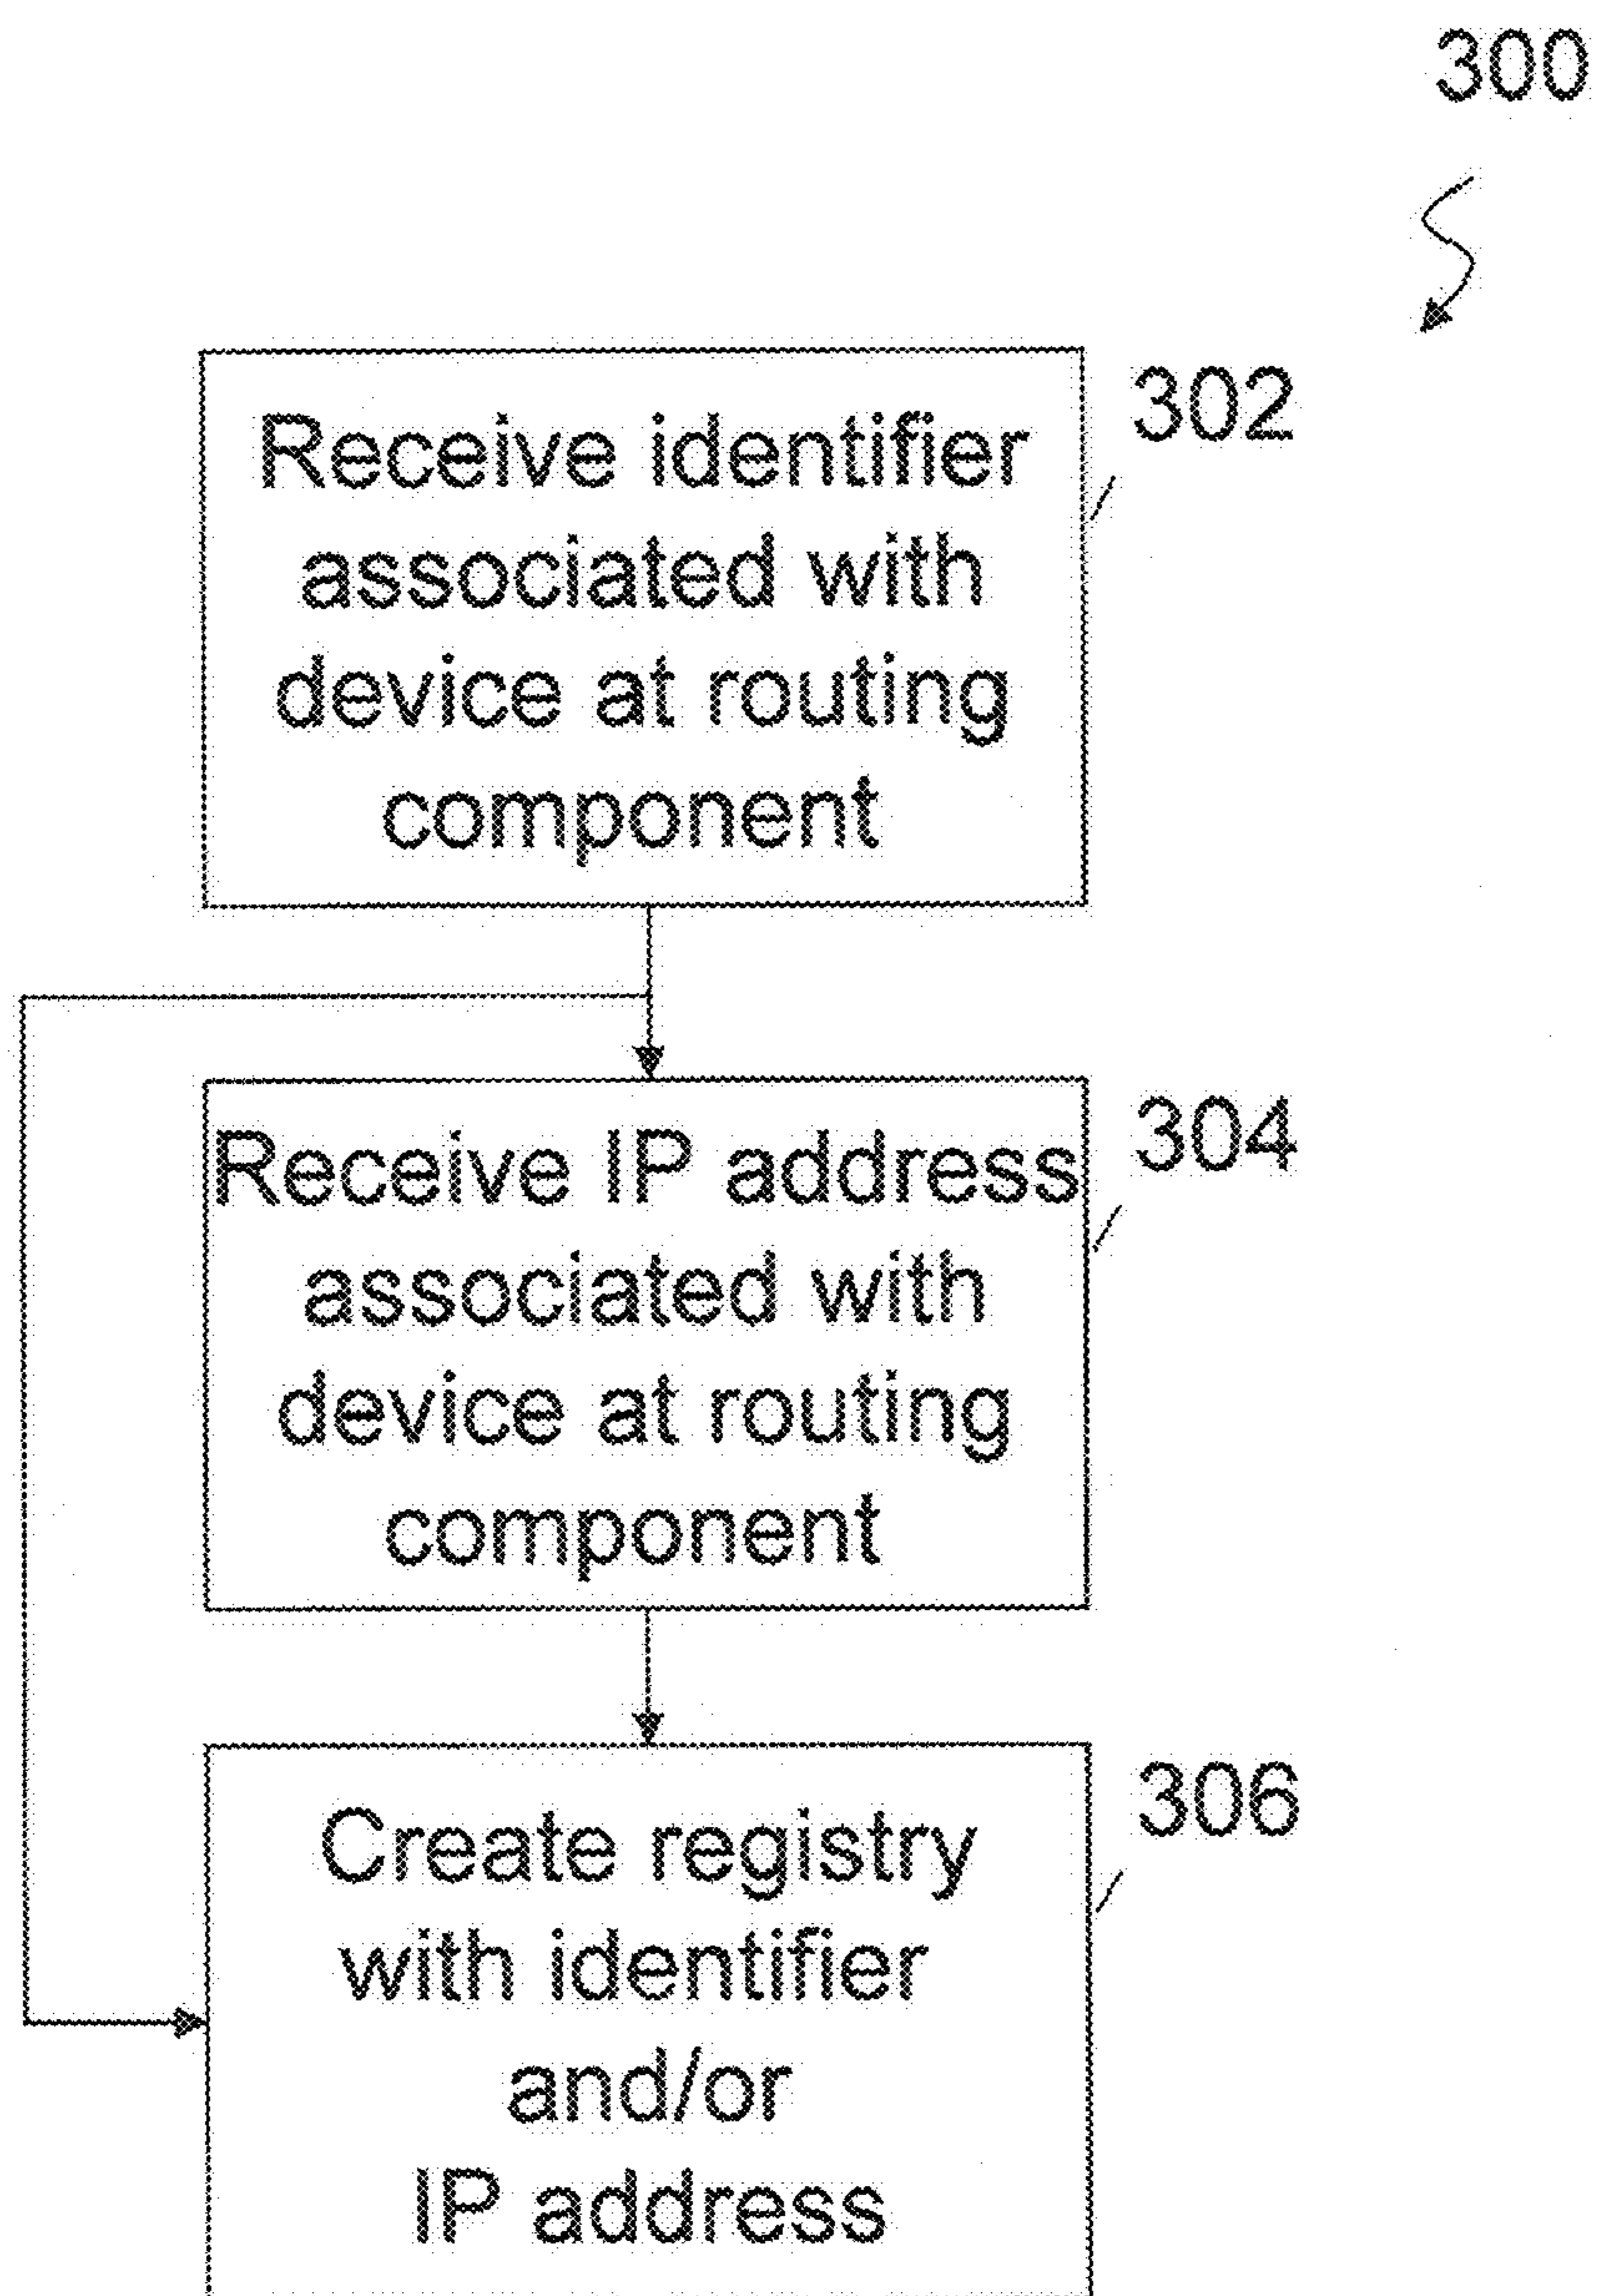 300
302
Receive identifier
associated with
device at routing
component
304
Receive IP address
associated with
device at routing
component
306
Create registry
with identifier
and/or
IP address